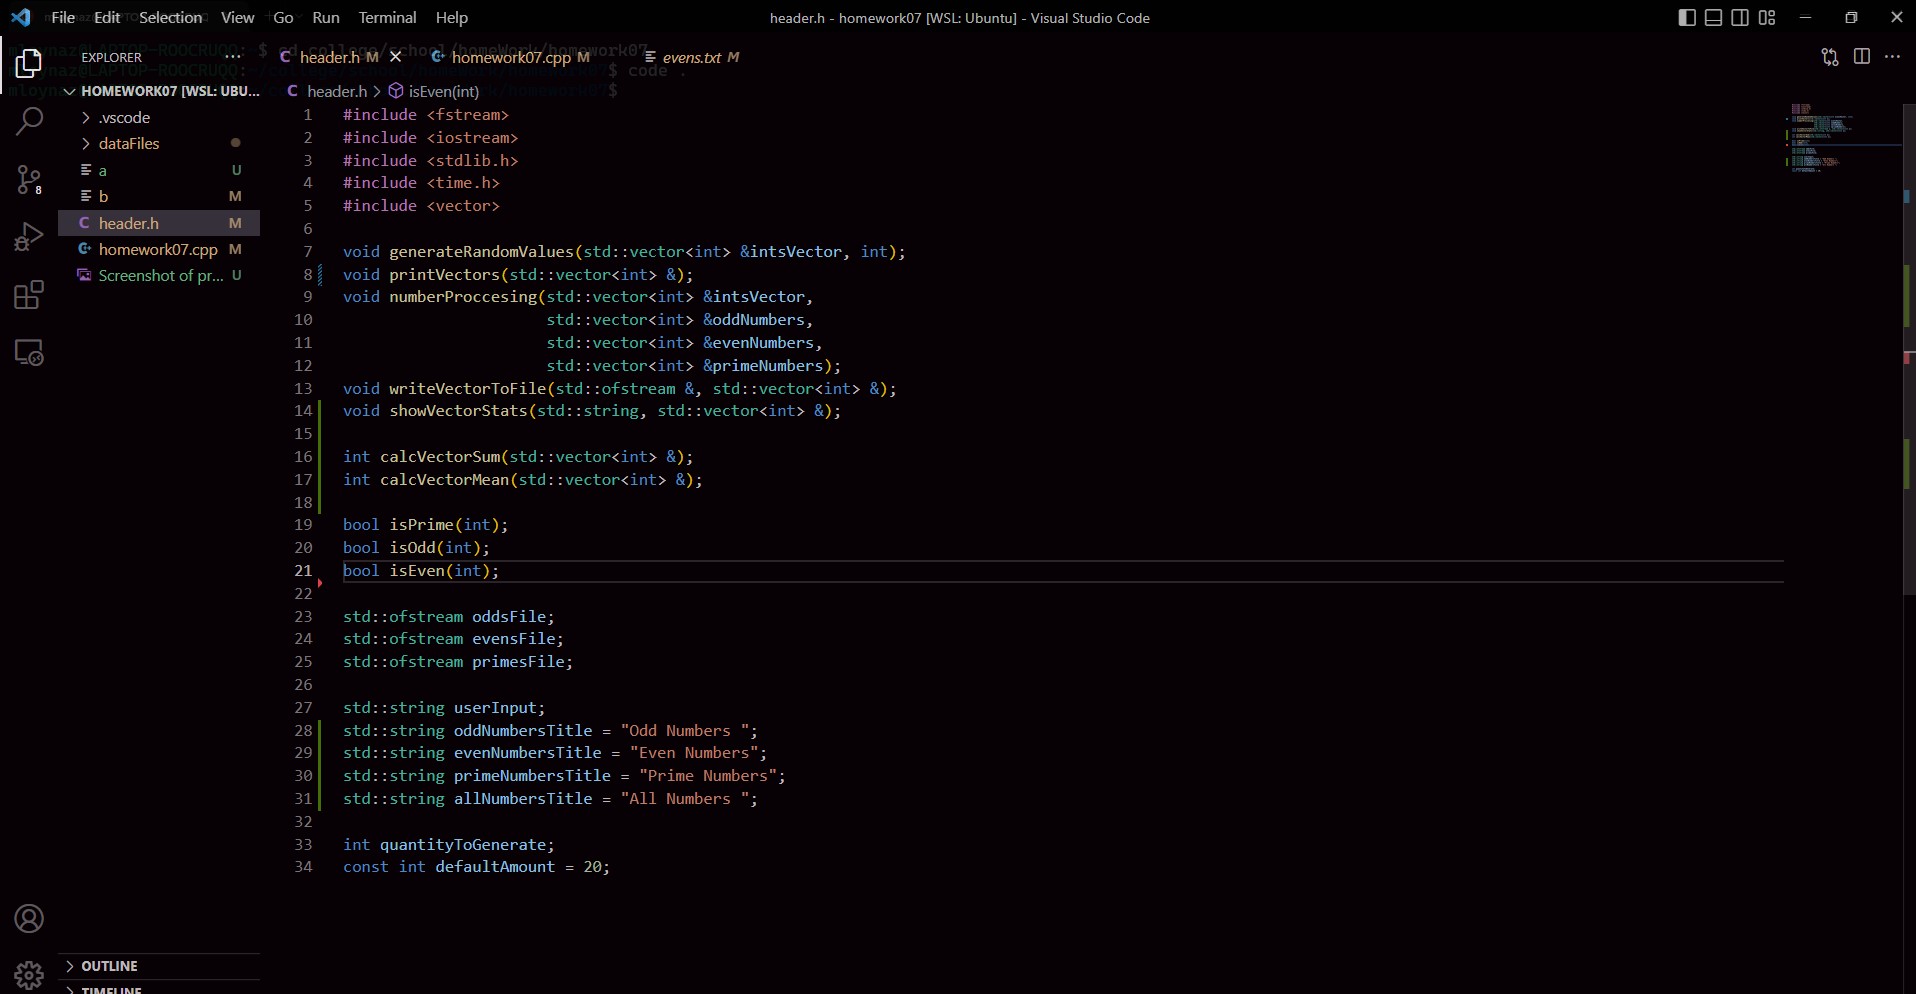 File Edit Selection View Go Run Terminal Help
header.h - homework07 [WSL: Ubuntu] - Visual Studio Code
EXPLORER ...
HOMEWORK07 [WSL: UBU...
.vscode
dataFiles
a U
b M
header.h M
homework07.cpp M
Screenshot of pr... U
8
OUTLINE
TIMELINE
header.h M
homework07.cpp M
evens.txt M
header.h > isEven(int)
1 #include <fstream>
2 #include <iostream>
3 #include <stdlib.h>
4 #include <time.h>
5 #include <vector>
6
7 void generateRandomValues(std::vector<int> &intsVector, int);
8 void printVectors(std::vector<int> &);
9 void numberProccesing(std::vector<int> &intsVector,
10 std::vector<int> &oddNumbers,
11 std::vector<int> &evenNumbers,
12 std::vector<int> &primeNumbers);
13 void writeVectorToFile(std::ofstream &, std::vector<int> &);
14 void showVectorStats(std::string, std::vector<int> &);
15
16 int calcVectorSum(std::vector<int> &);
17 int calcVectorMean(std::vector<int> &);
18
19 bool isPrime(int);
20 bool isOdd(int);
21 bool isEven(int);
22
23 std::ofstream oddsFile;
24 std::ofstream evensFile;
25 std::ofstream primesFile;
26
27 std::string userInput;
28 std::string oddNumbersTitle = "Odd Numbers ";
29 std::string evenNumbersTitle = "Even Numbers";
30 std::string primeNumbersTitle = "Prime Numbers";
31 std::string allNumbersTitle = "All Numbers ";
32
33 int quantityToGenerate;
34 const int defaultAmount = 20;